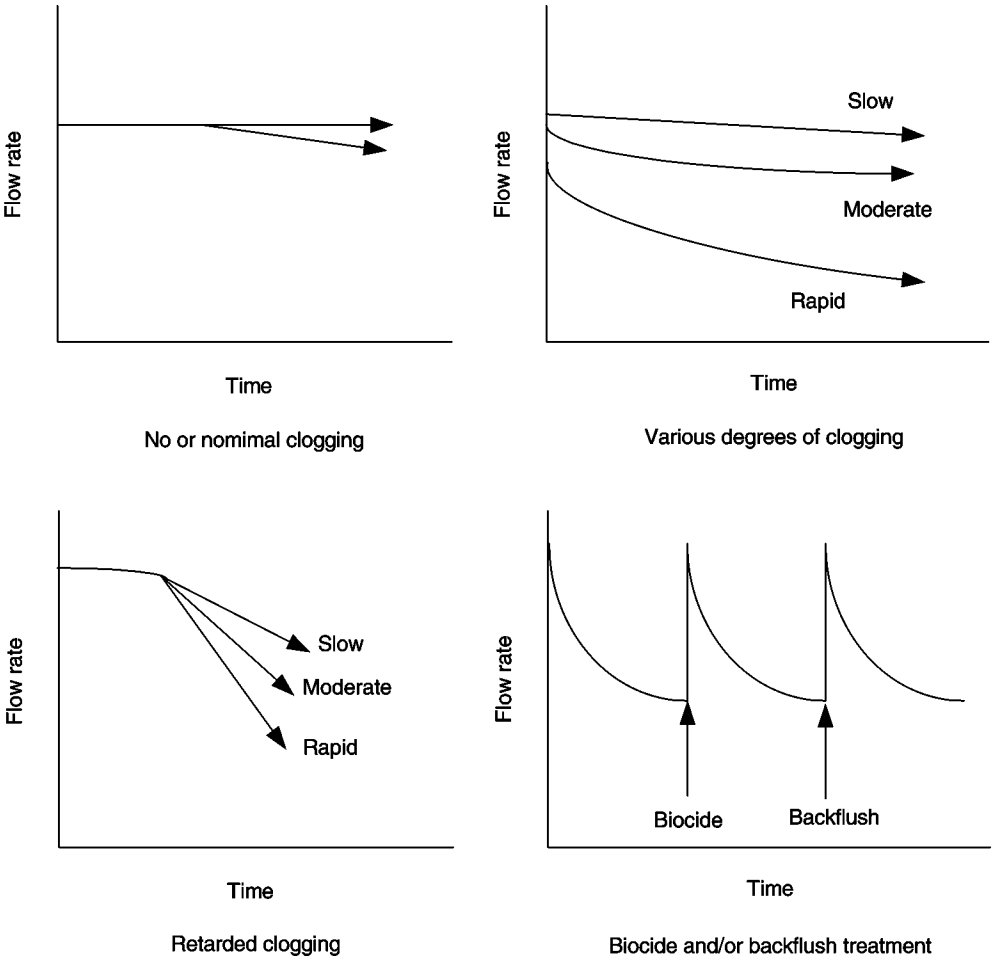 Flow rate
Time
No or nomimal clogging
Flow rate
Slow
Moderate
Rapid
Time
Various degrees of clogging
Flow rate
Slow
Moderate
Rapid
Time
Retarded clogging
Flow rate
Biocide
Backflush
Time
Biocide and/or backflush treatment